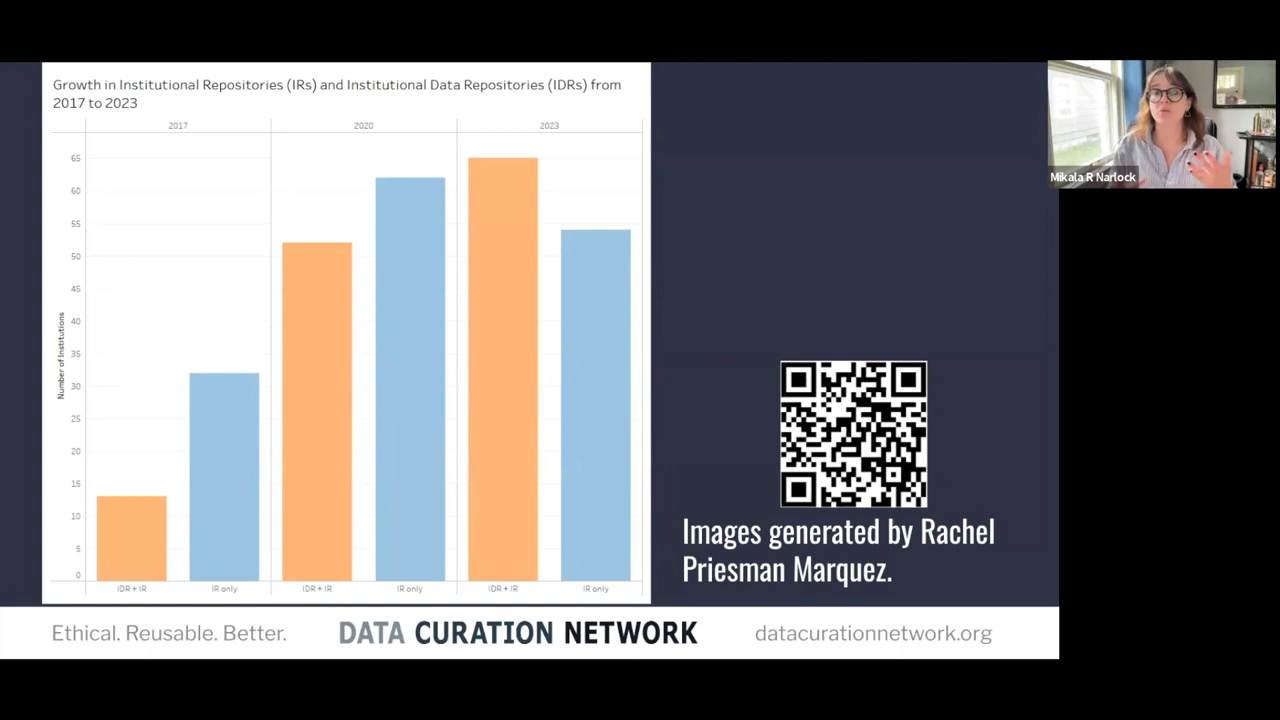 Growth in Institutional Repositories (IRs) and Institutional Data Repositories (IDRs) from
2017 to 2023
2017
2020
2023
65
60
55
50
45
40
35
30
25
20
15
10
5
0
Number of Institutions
IDR + IR
IR only
IDR + IR
IR only
IDR + IR
IR only
Images generated by Rachel
Priesman Marquez.
Ethical. Reusable. Better.
DATA CURATION NETWORK
datacurationnetwork.org
Mikala R Narlock